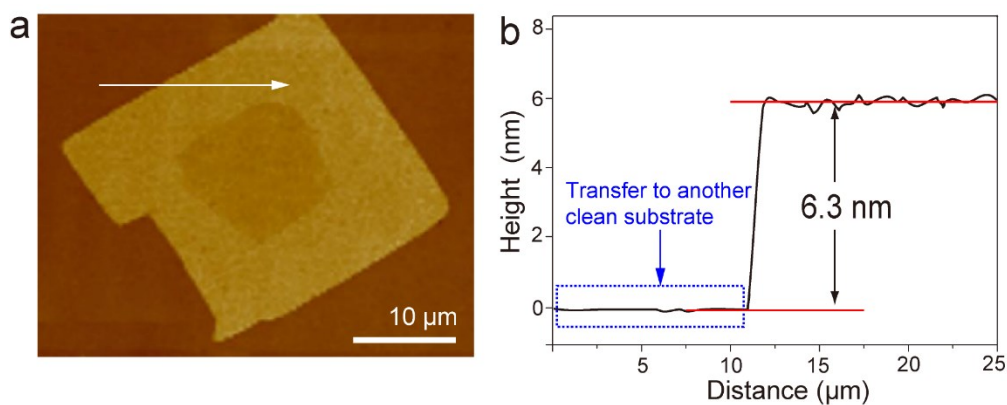 a
10 μm
b
Height (nm)
8
6
4
2
0
Transfer to another
clean substrate
6.3 nm
5
10
15
20
25
Distance (μm)